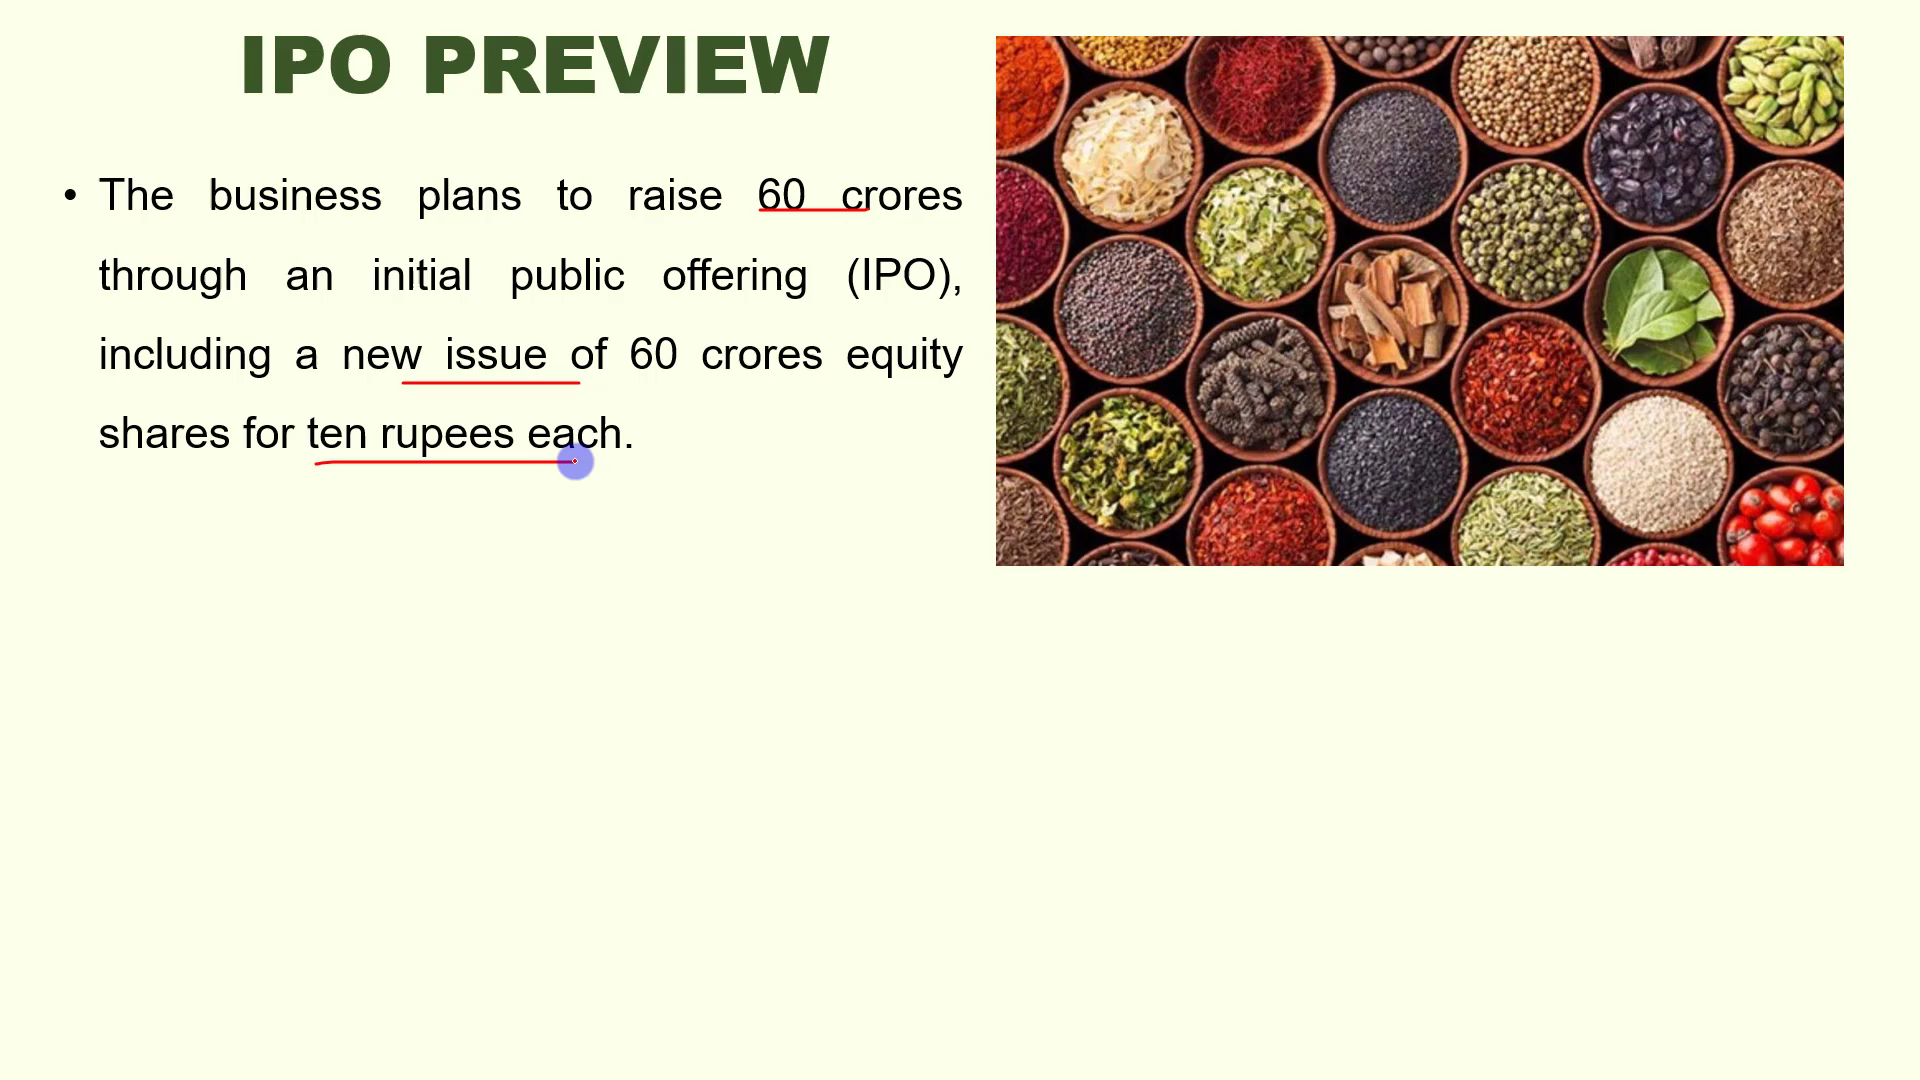 IPO PREVIEW
• The business plans to raise 60 crores
through an initial public offering (IPO),
including a new issue of 60 crores equity
shares for ten rupees each.